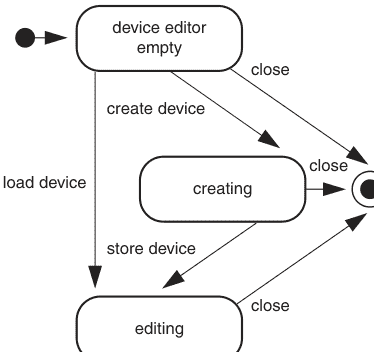 device editor
empty
close
create device
close
load device
creating
store device
close
editing